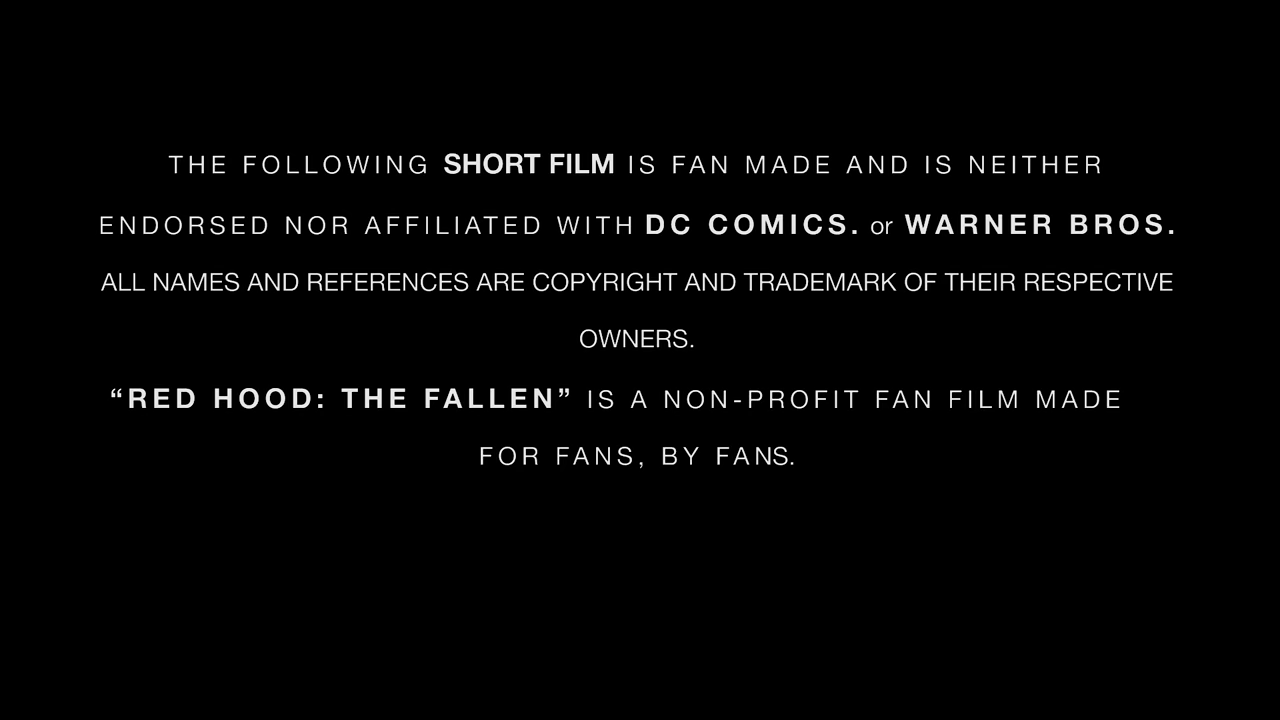 THE FOLLOWING SHORT FILM IS FAN MADE AND IS NEITHER
ENDORSED NOR AFFILIATED WITH DC COMICS. or WARNER BROS.
ALL NAMES AND REFERENCES ARE COPYRIGHT AND TRADEMARK OF THEIR RESPECTIVE
OWNERS.
“RED HOOD: THE FALLEN” IS A NON-PROFIT FAN FILM MADE
FOR FANS, BY FANS.